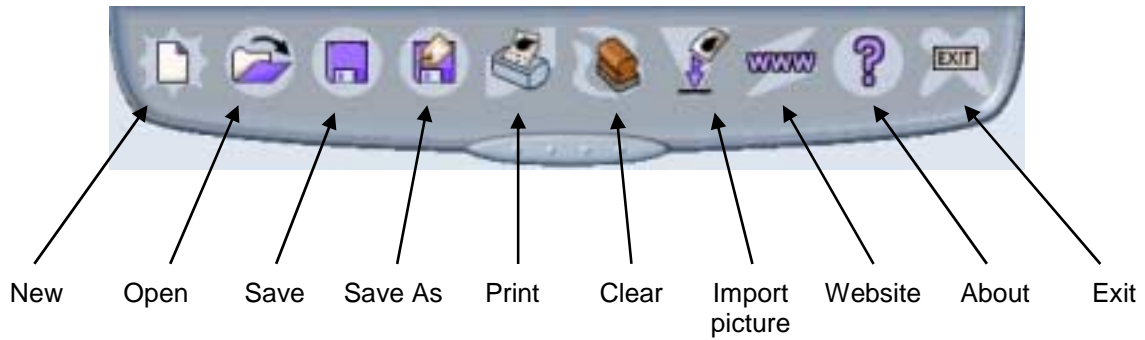 WWW ? EXIT
New Open Save Save As Print Clear Import Website About Exit
picture